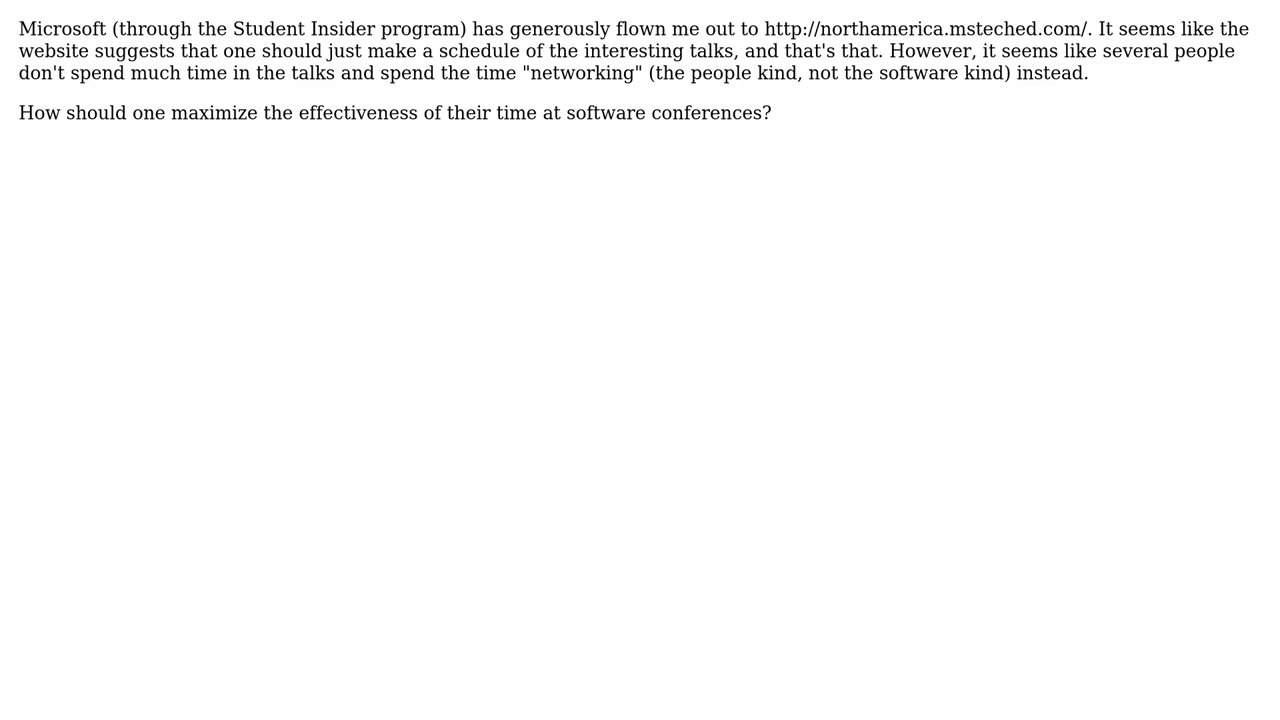 Microsoft (through the Student Insider program) has generously flown me out to http://northamerica.msteched.com/. It seems like the
website suggests that one should just make a schedule of the interesting talks, and that's that. However, it seems like several people
don't spend much time in the talks and spend the time "networking" (the people kind, not the software kind) instead.
How should one maximize the effectiveness of their time at software conferences?